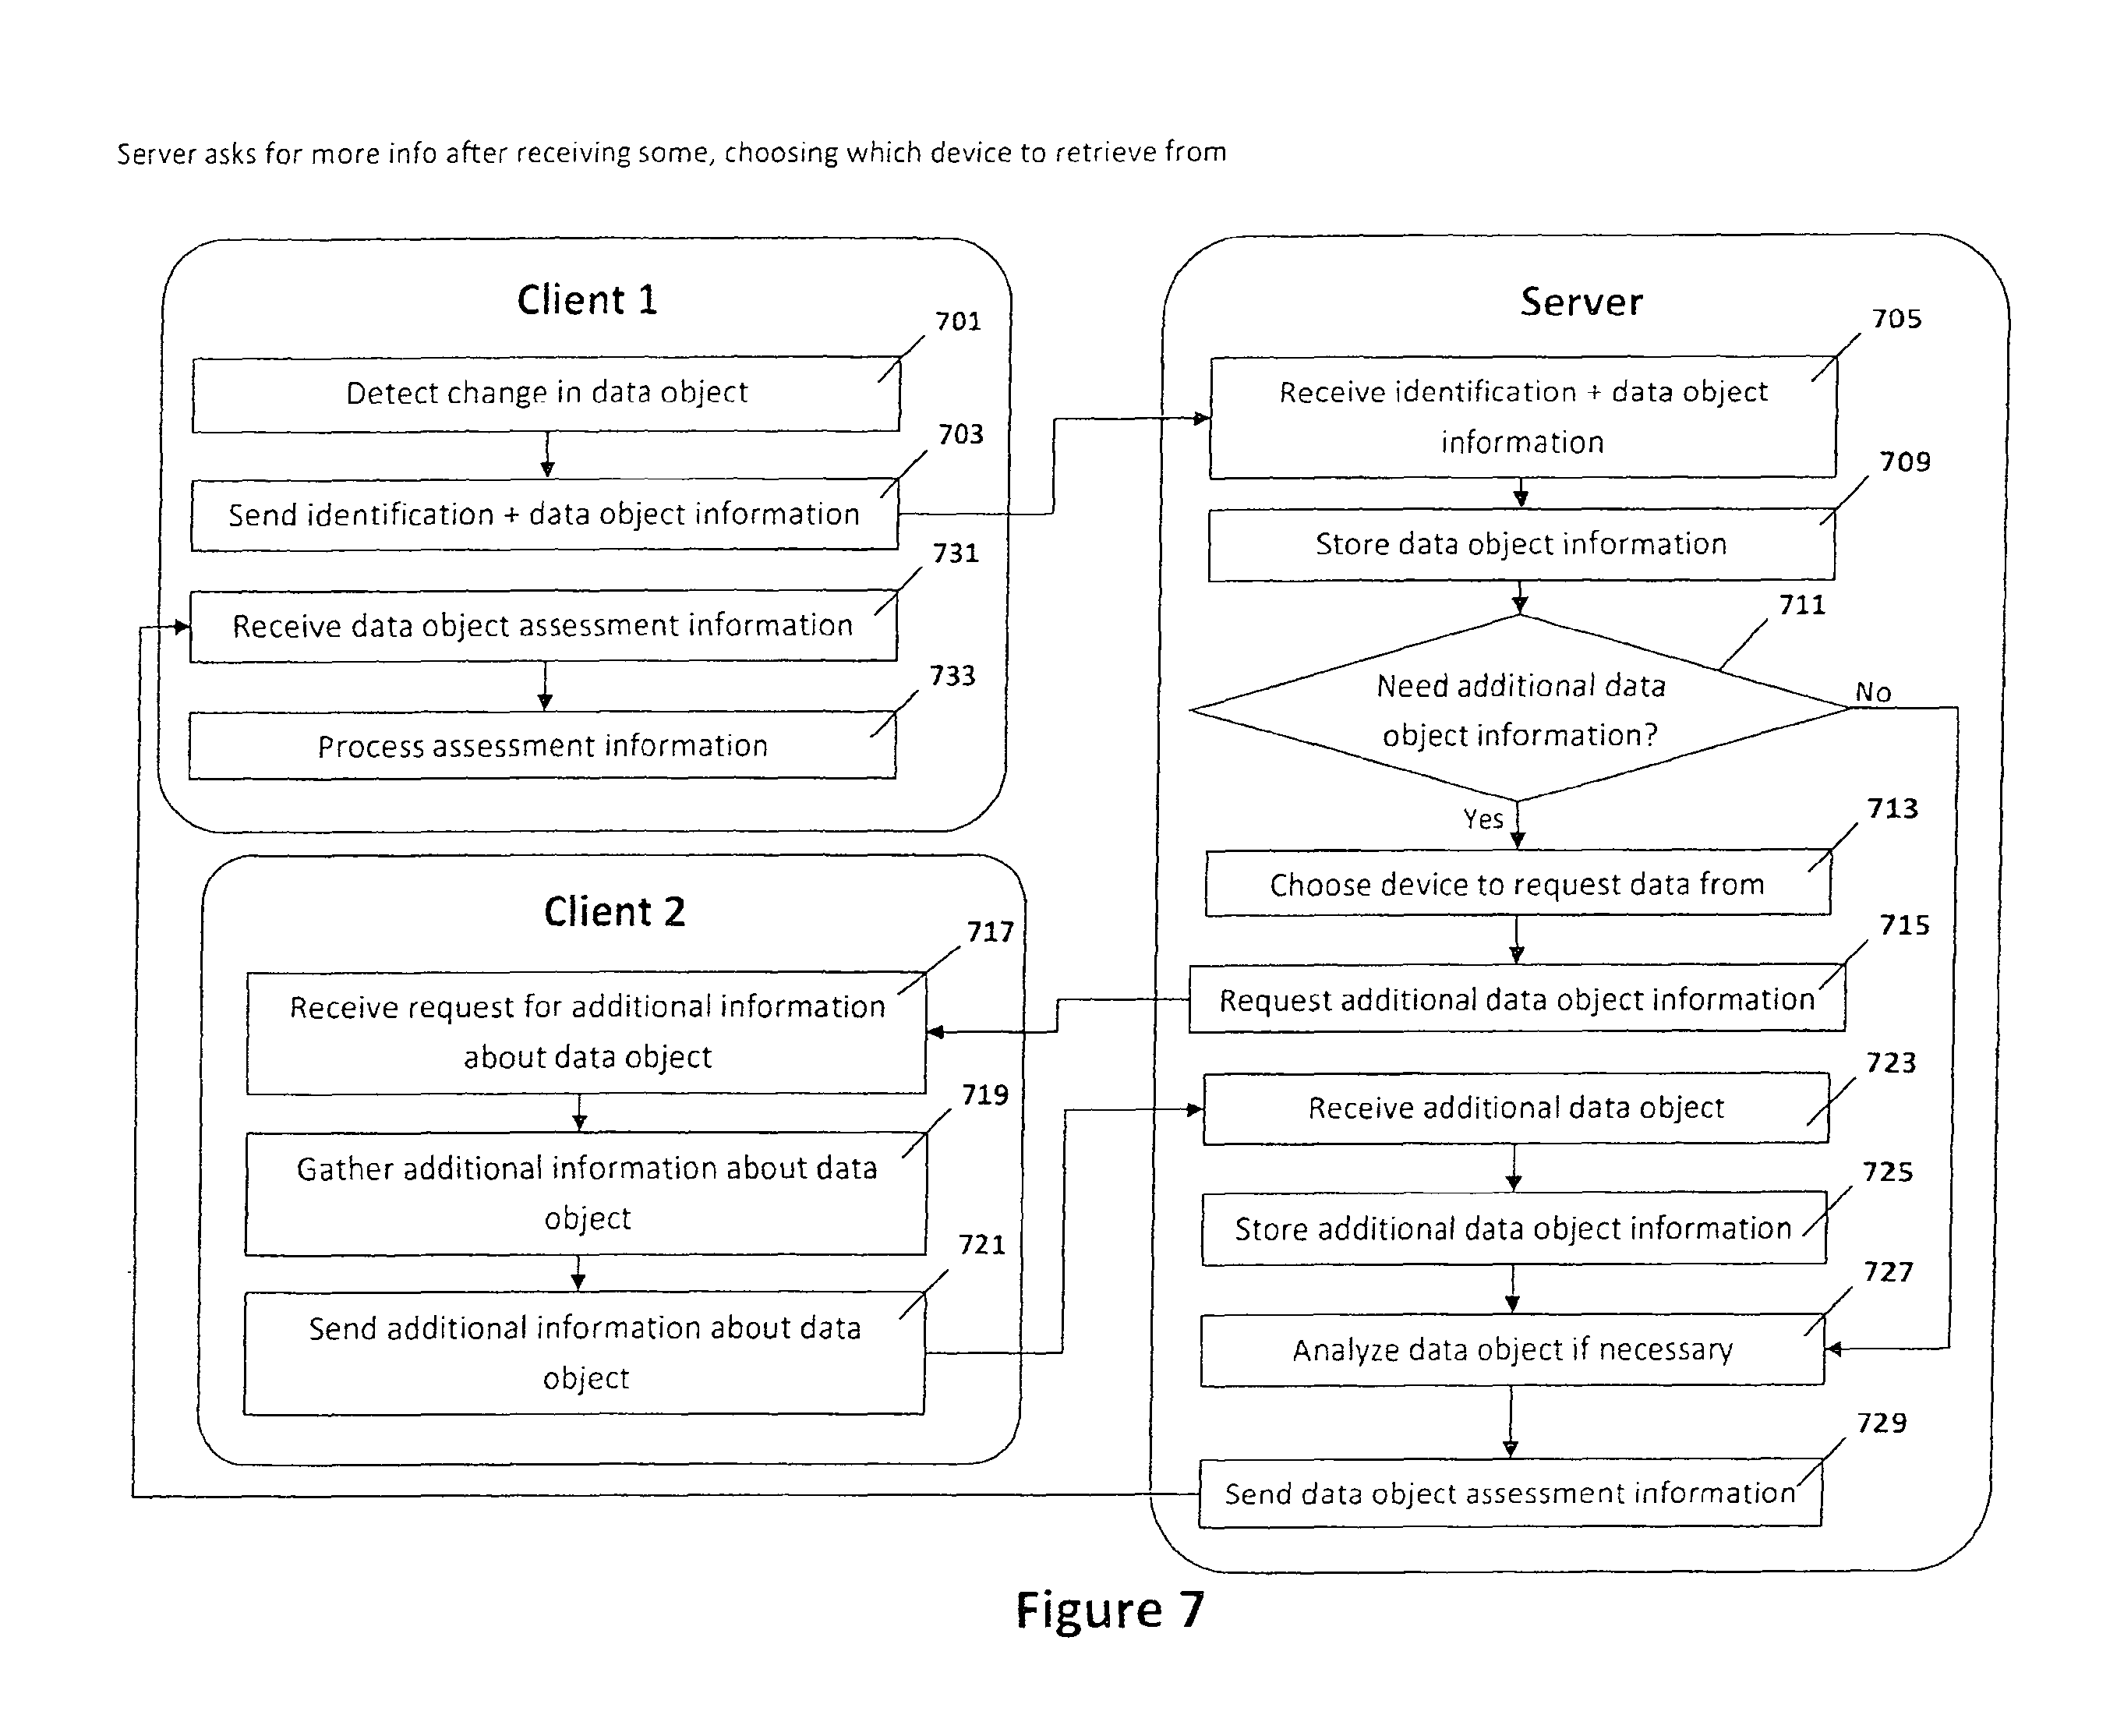 Server asks for more info after receiving some, choosing which device to retrieve from
Client 1
701
Detect change in data object
703
Send identification + data object information
731
Receive data object assessment information
733
Process assessment information
Client 2
717
Receive request for additional information
about data object
719
Gather additional information about data
object
721
Send additional information about data
object
Server
705
Receive identification + data object
information
709
Store data object information
711
Need additional data
object information?
No
Yes
713
Choose device to request data from
715
Request additional data object information
723
Receive additional data object
725
Store additional data object information
727
Analyze data object if necessary
729
Send data object assessment information
Figure 7